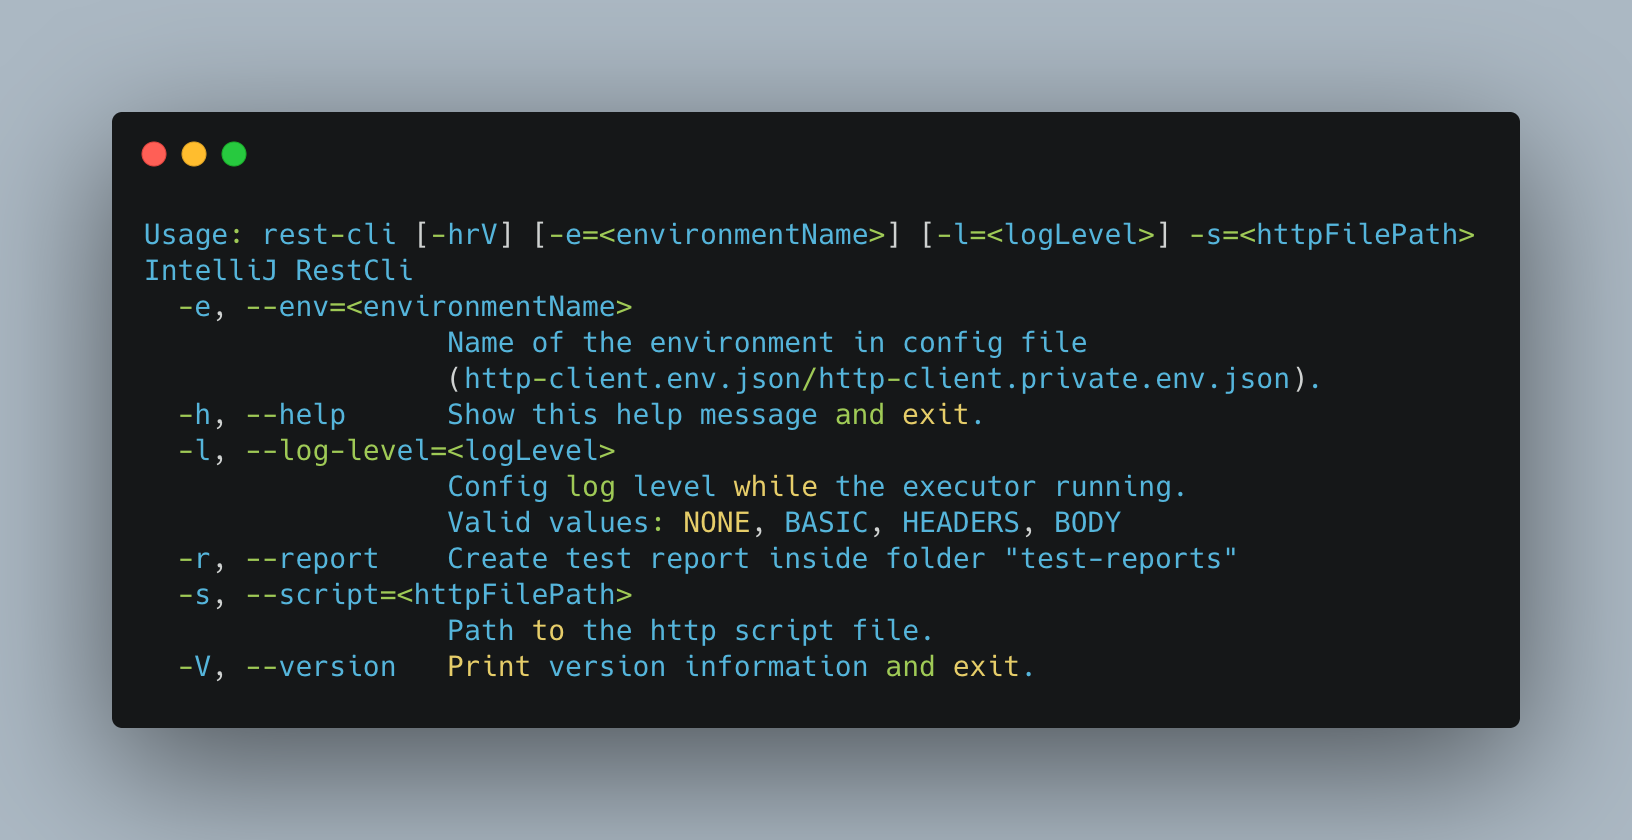 Usage: rest-cli [-hrV] [-e=<environmentName>] [-l=<logLevel>] -s=<httpFilePath>
IntelliJ RestCli
  -e, --env=<environmentName>
                  Name of the environment in config file
                  (http-client.env.json/http-client.private.env.json).
  -h, --help      Show this help message and exit.
  -l, --log-level=<logLevel>
                  Config log level while the executor running.
                  Valid values: NONE, BASIC, HEADERS, BODY
  -r, --report    Create test report inside folder "test-reports"
  -s, --script=<httpFilePath>
                  Path to the http script file.
  -V, --version   Print version information and exit.